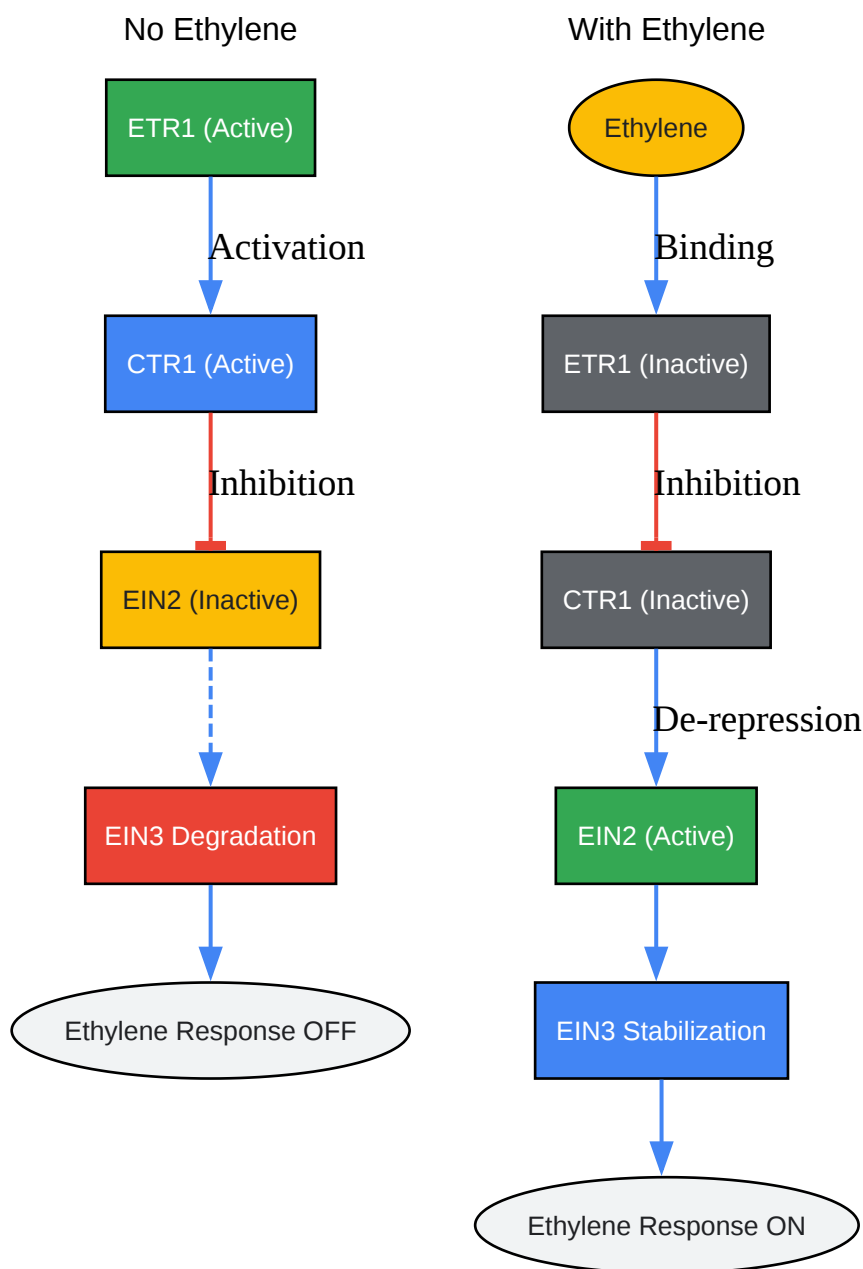 No Ethylene
ETR1 (Active)
Activation
CTR1 (Active)
Inhibition
EIN2 (Inactive)
EIN3 Degradation
Ethylene Response OFF
With Ethylene
Ethylene
Binding
ETR1 (Inactive)
Inhibition
CTR1 (Inactive)
De-repression
EIN2 (Active)
EIN3 Stabilization
Ethylene Response ON